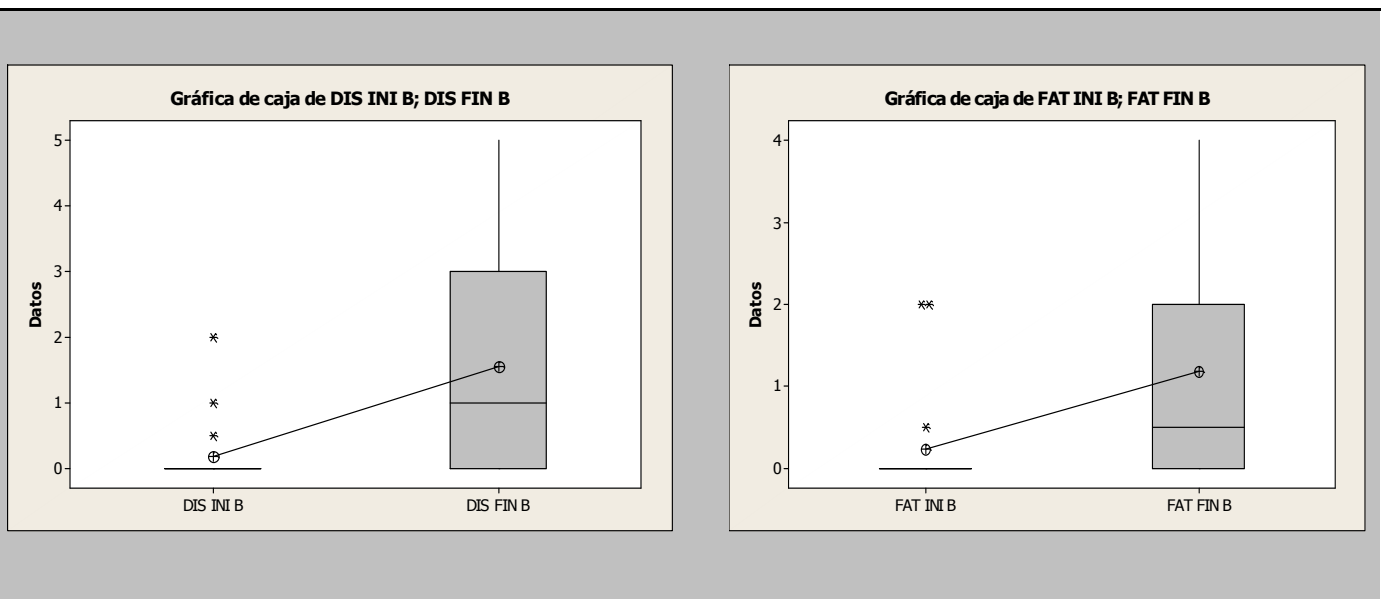 Gráfica de caja de DIS INI B; DIS FIN B
5
4
3
2
1
0
Datos
DIS INI B
DIS FIN B
Gráfica de caja de FAT INI B; FAT FIN B
4
3
2
1
0
Datos
FAT INI B
FAT FIN B